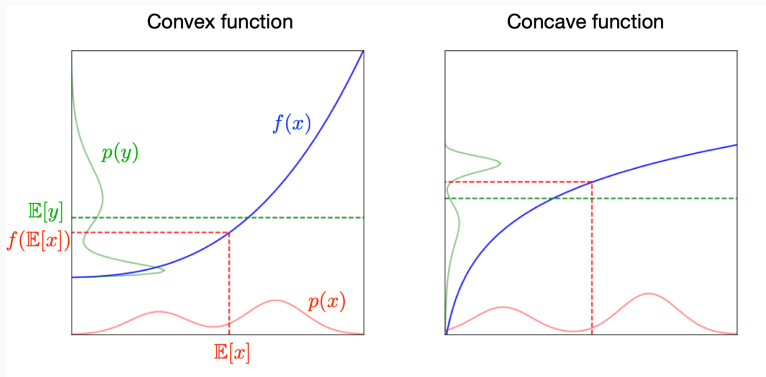 Convex function
Concave function
f(x)
p(y)
𝔼[y]
f(𝔼[x])
p(x)
𝔼[x]